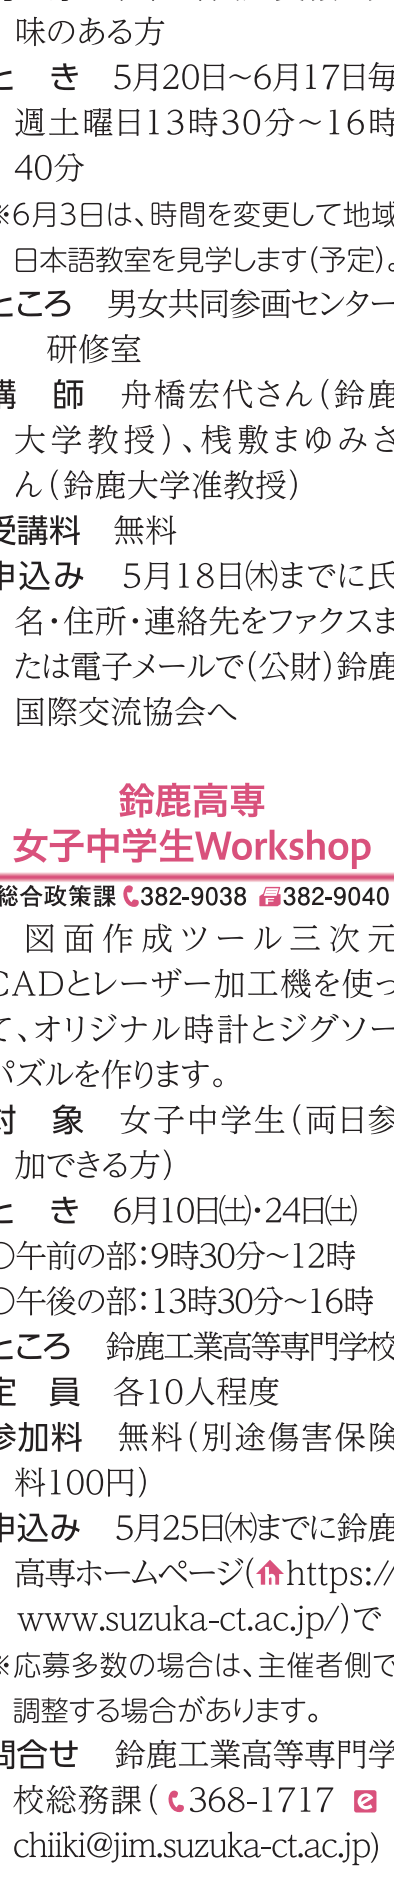 味のある方
と　き　5月20日～6月17日毎
週土曜日13時30分～16時
40分
※6月3日は、時間を変更して地域
日本語教室を見学します(予定)。
ところ　男女共同参画センター
研修室
講　師　舟橋宏代さん(鈴鹿
大学教授)、桟敷まゆみさ
ん(鈴鹿大学准教授)
受講料　無料
申込み　5月18日㈭までに氏
名・住所・連絡先をファクスま
たは電子メールで(公財)鈴鹿
国際交流協会へ
鈴鹿高専
女子中学生Workshop
総合政策課 382-9038 382-9040
図面作成ツール三次元
CADとレーザー加工機を使っ
て、オリジナル時計とジグソー
パズルを作ります。
対　象　女子中学生(両日参
加できる方)
と　き　6月10日㈯・24日㈯
○午前の部：9時30分～12時
○午後の部：13時30分～16時
ところ　鈴鹿工業高等専門学校
定　員　各10人程度
参加料　無料(別途傷害保険
料100円)
申込み　5月25日㈭までに鈴鹿
高専ホームページ(https://
www.suzuka-ct.ac.jp/)で
※応募多数の場合は、主催者側で
調整する場合があります。
問合せ　鈴鹿工業高等専門学
校総務課(368-1717
chiiki@jim.suzuka-ct.ac.jp)